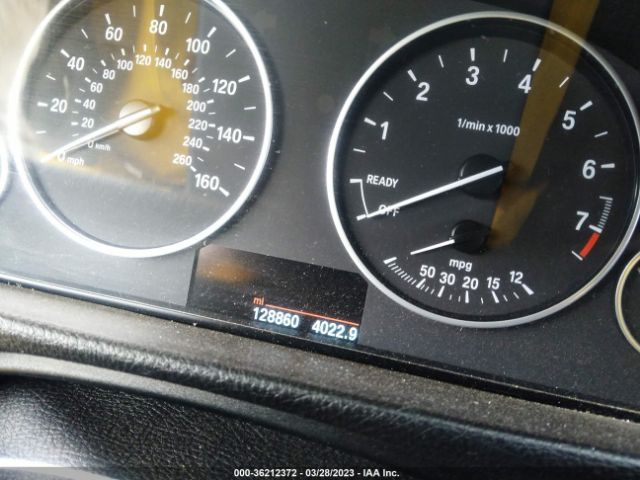 0 20 40 60 80 100 120 140 160
mph
0 20 40 60 80 100 120 140 160 180 200 220 240 260
km/h
OFF READY 1 2 3 4 5 6 7
1/min x 1000
50 30 20 15 12
mpg
mi
128860 4022.9
000-36212372 / 03/28/2023 / IAA Inc.